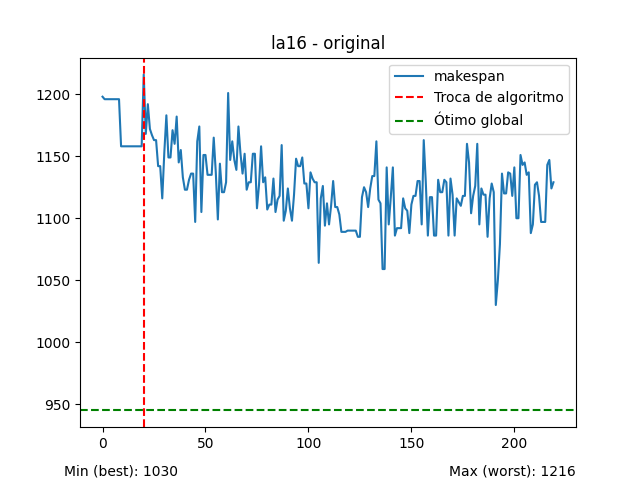 la16 - original
makespan
Troca de algoritmo
Ótimo global
1200
1150
1100
1050
1000
950
0 50 100 150 200
Min (best): 1030 Max (worst): 1216